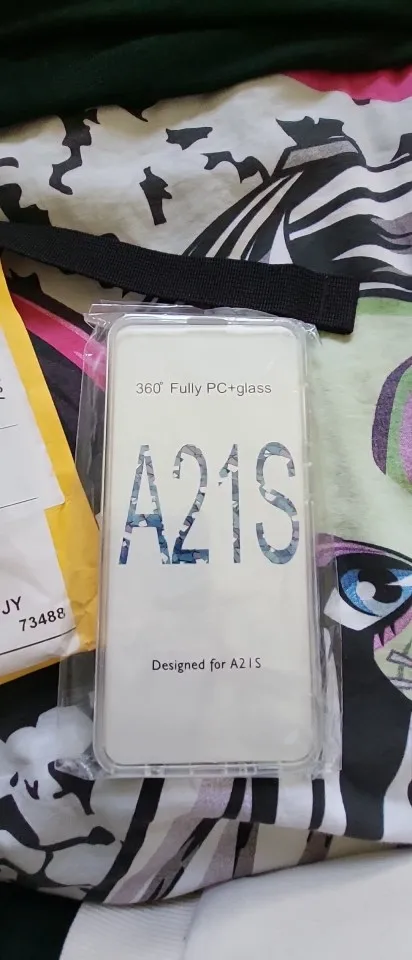 360° Fully PC+glass
A21S
Designed for A21S
JY
73488